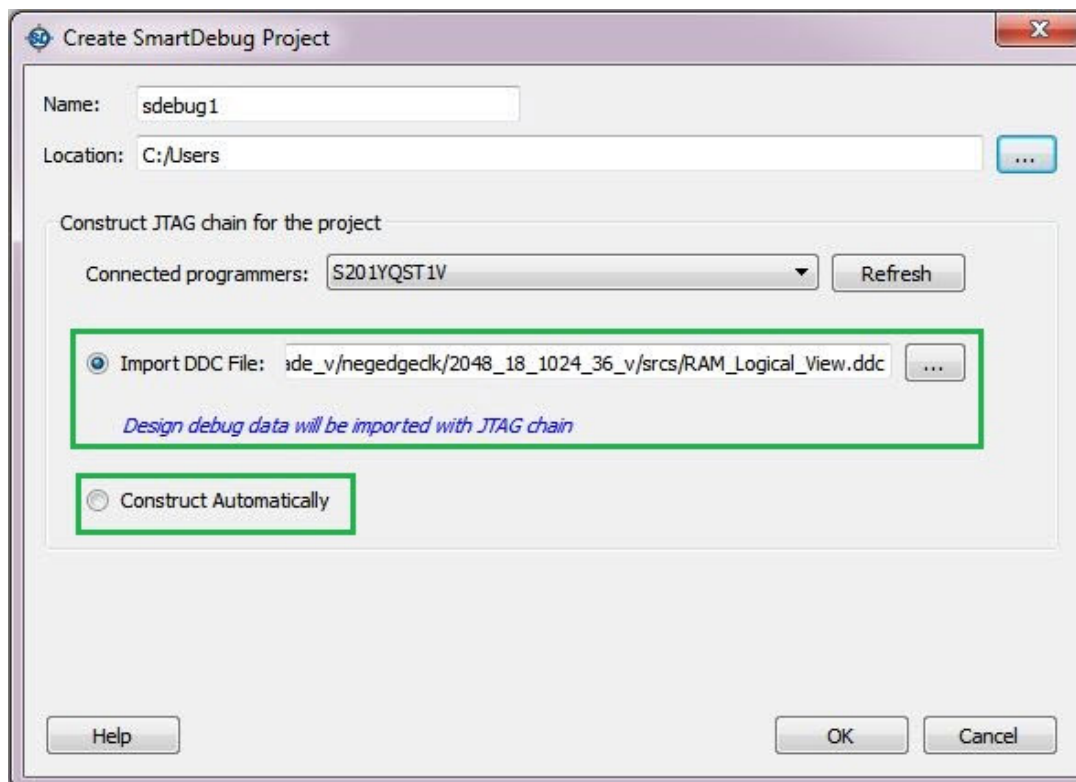 Create SmartDebug Project
Name: sdebug1
Location: C:/Users ...
Construct JTAG chain for the project
Connected programmers: S201YQST1V Refresh
Import DDC File: ade_v/negedgeclk/2048_18_1024_36_v/srcs/RAM_Logical_View.ddc ...
Design debug data will be imported with JTAG chain
Construct Automatically
Help OK Cancel